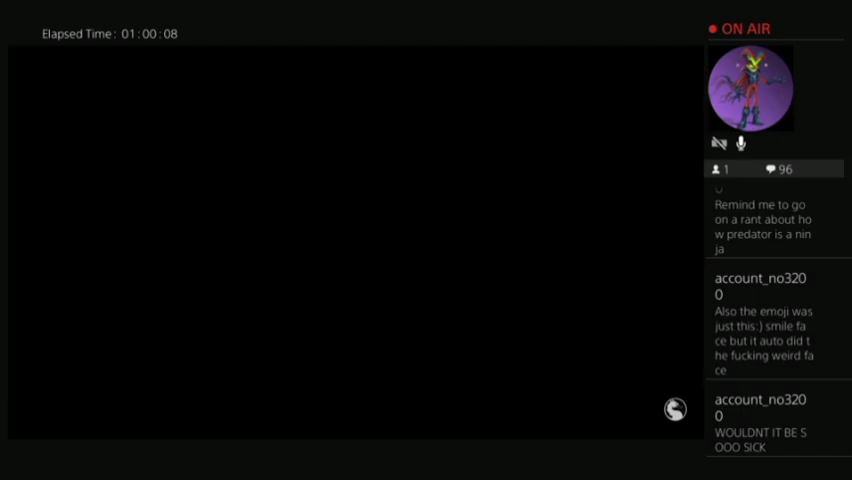 Elapsed Time: 01:00:08
ON AIR
1
96
Remind me to go
on a rant about ho
w predator is a nin
ja
account_no320
0
Also the emoji was
just this:) smile fa
ce but it auto did t
he fucking weird fa
ce
account_no320
0
WOULDNT IT BE S
OOO SICK